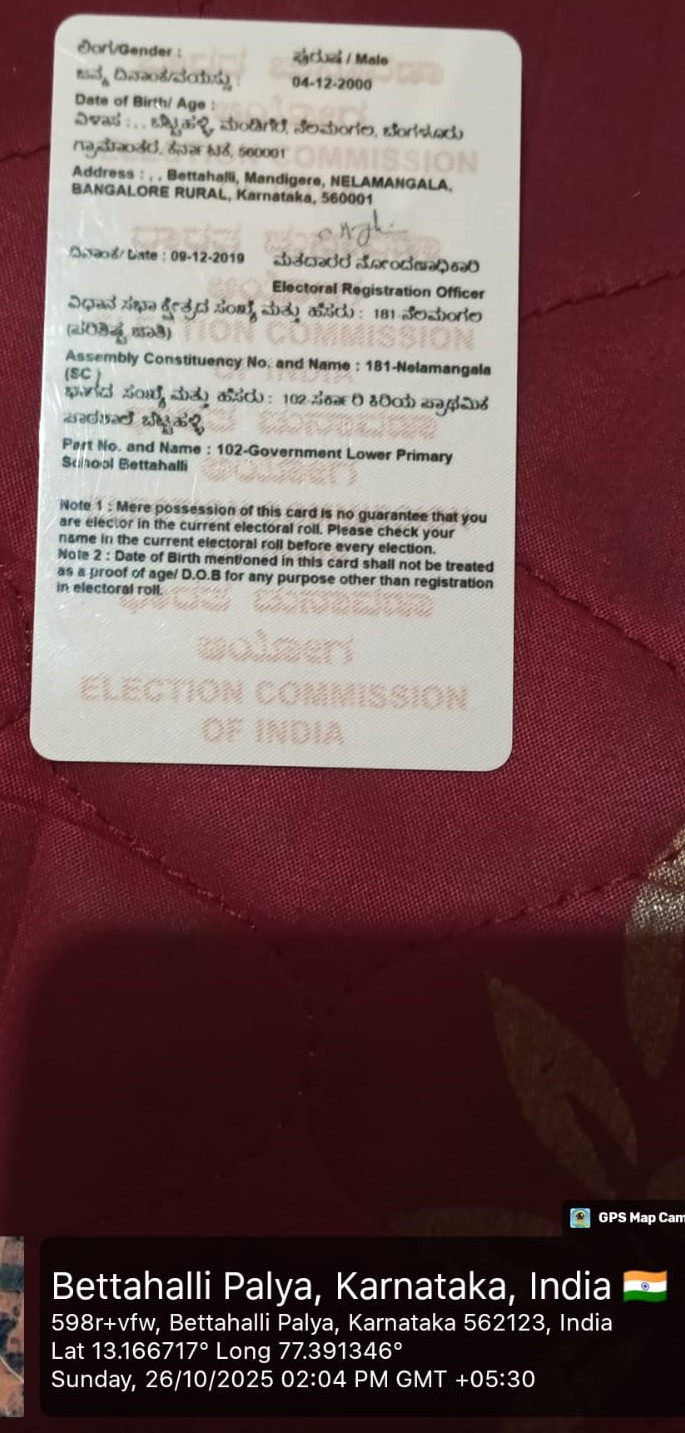 ಲಿಂಗ/Gender : ಪುರುಷ / Male
ಜನ್ಮ ದಿನಾಂಕ/ವಯಸ್ಸು : 04-12-2000
Date of Birth/ Age :
ವಿಳಾಸ : , , ಬೆಟ್ಟಹಳ್ಳಿ, ಮಂಡಿಗೆರೆ, ನೆಲಮಂಗಲ, ಬೆಂಗಳೂರು
ಗ್ರಾಮಾಂತರ, ಕರ್ನಾಟಕ, 560001
Address : , , Bettahalli, Mandigere, NELAMANGALA,
BANGALORE RURAL, Karnataka, 560001
ದಿನಾಂಕ/ Date : 09-12-2019 ಮತದಾರರ ನೋಂದಣಾಧಿಕಾರಿ
Electoral Registration Officer
ವಿಧಾನ ಸಭಾ ಕ್ಷೇತ್ರದ ಸಂಖ್ಯೆ ಮತ್ತು ಹೆಸರು : 181-ನೆಲಮಂಗಲ
(ಪರಿಶಿಷ್ಟ ಜಾತಿ)
Assembly Constituency No. and Name : 181-Nelamangala
(SC )
ಭಾಗದ ಸಂಖ್ಯೆ ಮತ್ತು ಹೆಸರು : 102-ಸರ್ಕಾರಿ ಕಿರಿಯ ಪ್ರಾಥಮಿಕ
ಪಾಠಶಾಲೆ ಬೆಟ್ಟಹಳ್ಳಿ
Part No. and Name : 102-Government Lower Primary
School Bettahalli
Note 1 : Mere possession of this card is no guarantee that you
are elector in the current electoral roll. Please check your
name in the current electoral roll before every election.
Note 2 : Date of Birth mentioned in this card shall not be treated
as a proof of age/ D.O.B for any purpose other than registration
in electoral roll.
ಆಯೋಗ
ELECTION COMMISSION
OF INDIA
GPS Map Cam
Bettahalli Palya, Karnataka, India
598r+vfw, Bettahalli Palya, Karnataka 562123, India
Lat 13.166717° Long 77.391346°
Sunday, 26/10/2025 02:04 PM GMT +05:30